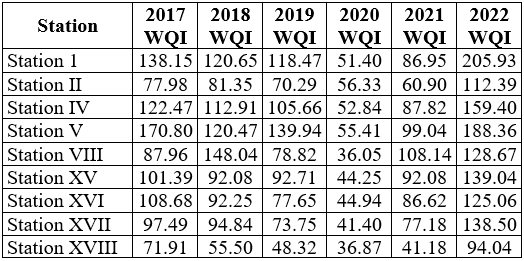 Station 2017 WQI 2018 WQI 2019 WQI 2020 WQI 2021 WQI 2022 WQI
Station 1 138.15 120.65 118.47 51.40 86.95 205.93
Station II 77.98 81.35 70.29 56.33 60.90 112.39
Station IV 122.47 112.91 105.66 52.84 87.82 159.40
Station V 170.80 120.47 139.94 55.41 99.04 188.36
Station VIII 87.96 148.04 78.82 36.05 108.14 128.67
Station XV 101.39 92.08 92.71 44.25 92.08 139.04
Station XVI 108.68 92.25 77.65 44.94 86.62 125.06
Station XVII 97.49 94.84 73.75 41.40 77.18 138.50
Station XVIII 71.91 55.50 48.32 36.87 41.18 94.04